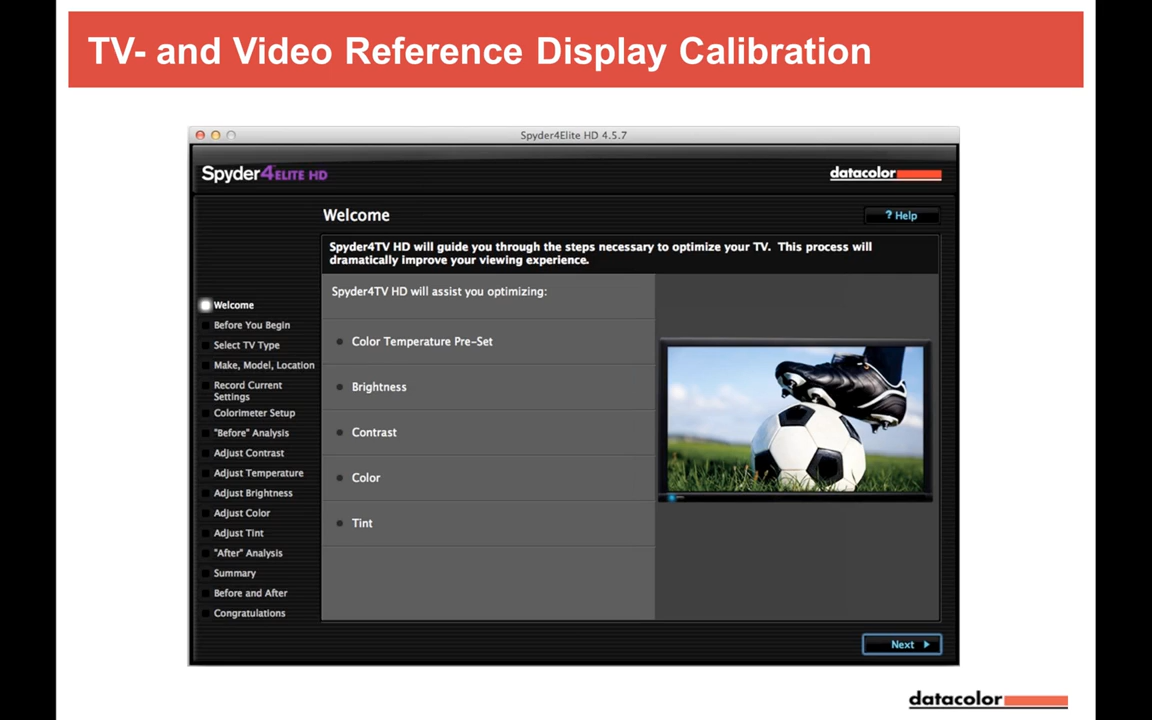 TV- and Video Reference Display Calibration
Spyder4Elite HD 4.5.7
Spyder4ELITE HD
datacolor
Welcome
? Help
Spyder4TV HD will guide you through the steps necessary to optimize your TV. This process will
dramatically improve your viewing experience.
Spyder4TV HD will assist you optimizing:
Color Temperature Pre-Set
Brightness
Contrast
Color
Tint
Welcome
Before You Begin
Select TV Type
Make, Model, Location
Record Current
Settings
Colorimeter Setup
"Before" Analysis
Adjust Contrast
Adjust Temperature
Adjust Brightness
Adjust Color
Adjust Tint
"After" Analysis
Summary
Before and After
Congratulations
Next
datacolor